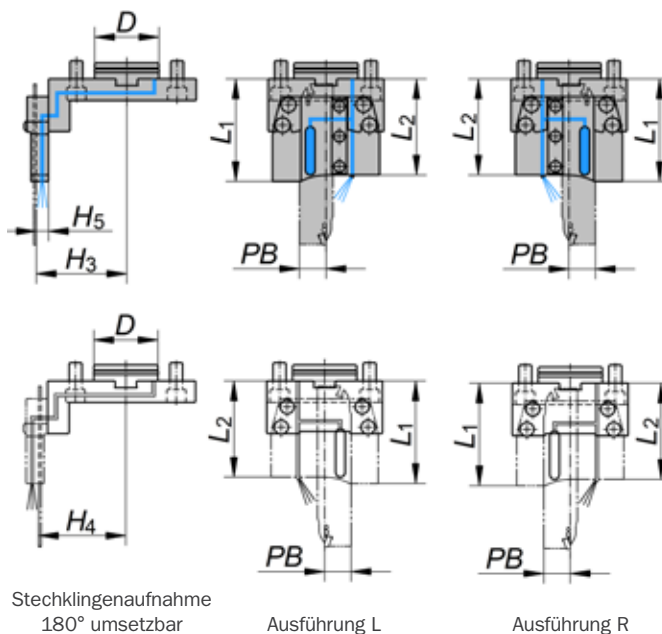 D
L1
L2
L2
L1
H5
H3
PB
PB
D
L2
L1
L1
L2
H4
PB
PB
Stechklingenaufnahme
180° umsetzbar
Ausführung L
Ausführung R